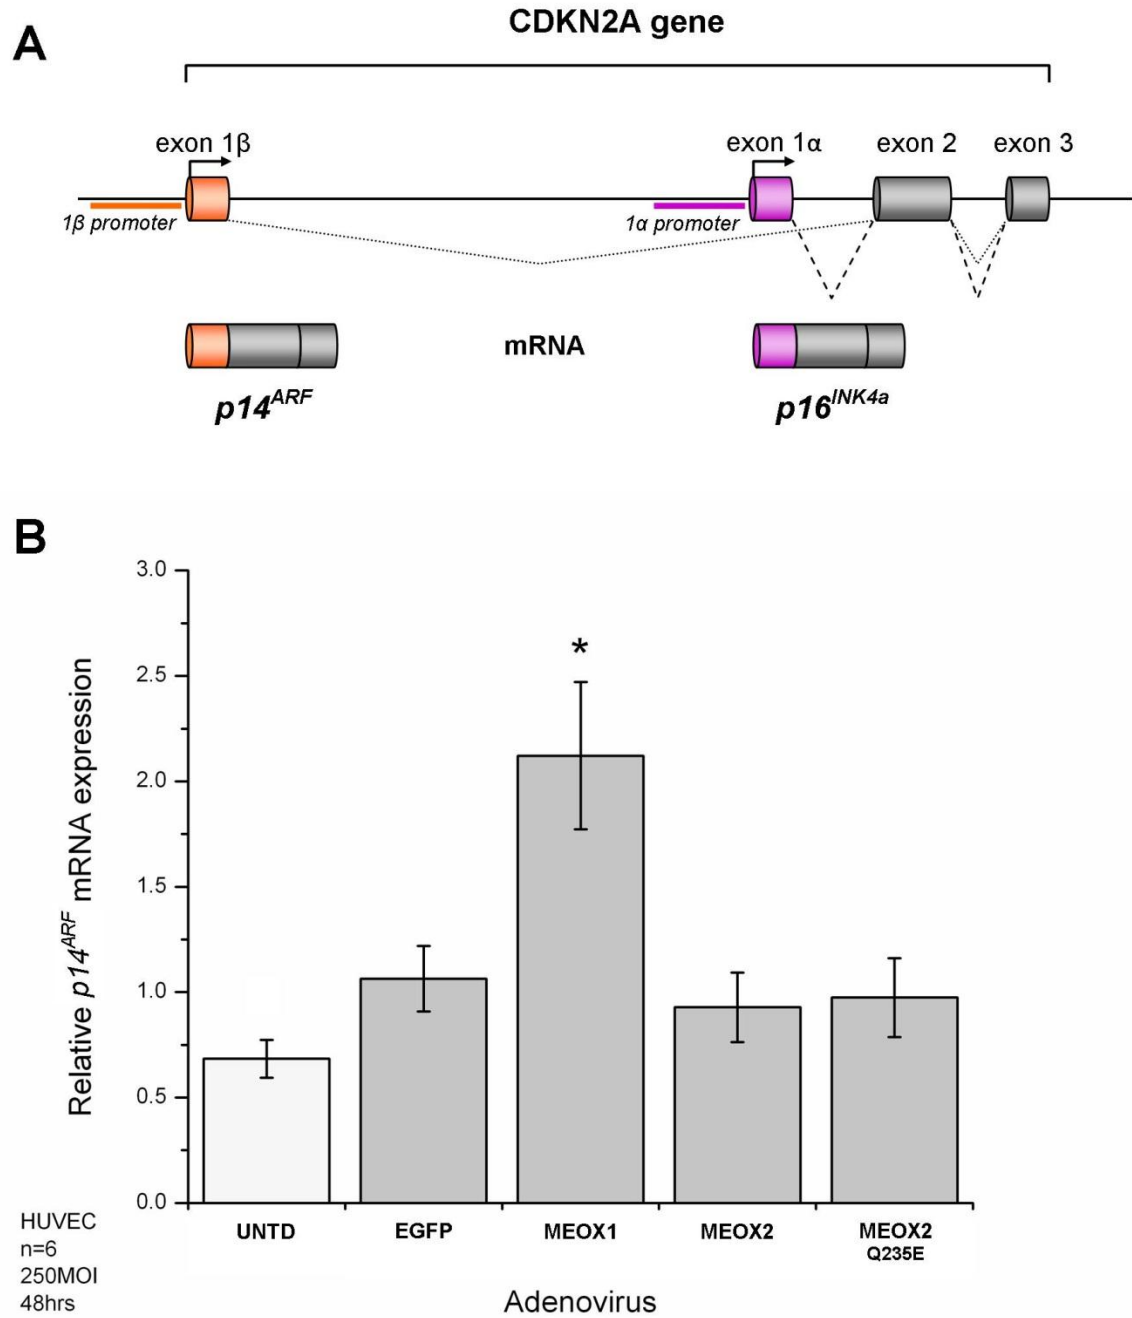 A
CDKN2A gene
exon 1β
exon 1α
exon 2
exon 3
1β promoter
1α promoter
mRNA
p14ARF
p16INK4a
B
Relative p14ARF mRNA expression
3.0
2.5
*
2.0
1.5
1.0
0.5
0.0
UNTD
EGFP
MEOX1
MEOX2
MEOX2
Q235E
HUVEC
n=6
250MOI
48hrs
Adenovirus